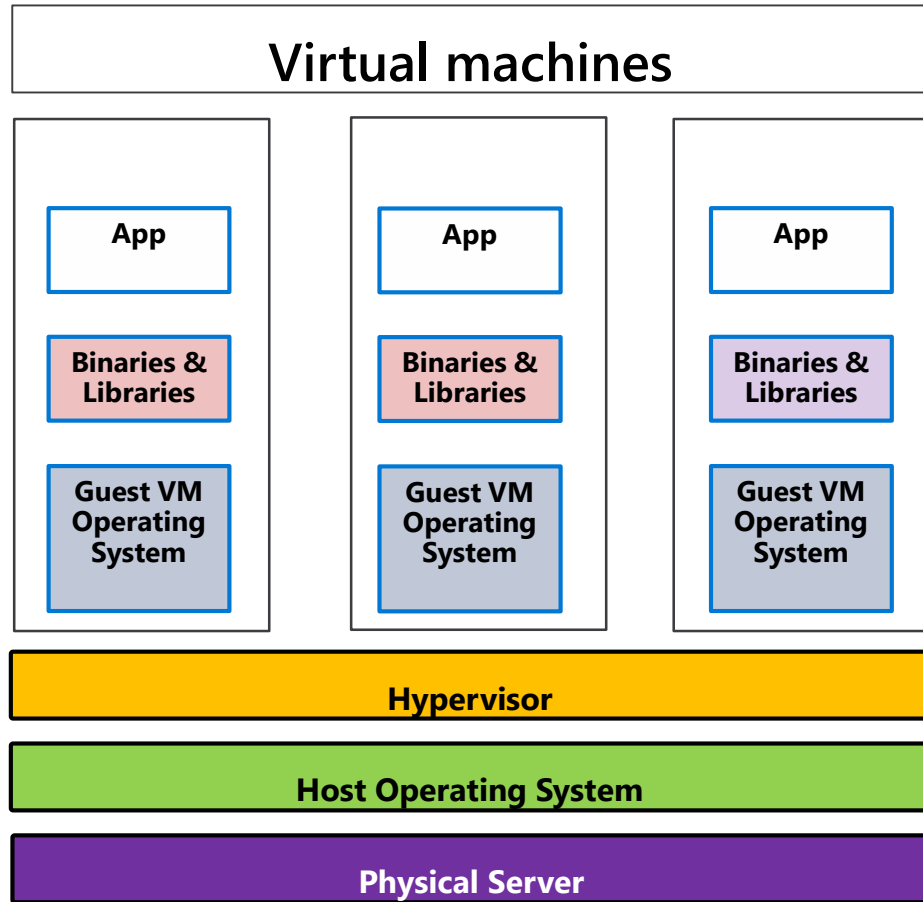 Virtual machines
App
Binaries &
Libraries
Guest VM
Operating
System
App
Binaries &
Libraries
Guest VM
Operating
System
App
Binaries &
Libraries
Guest VM
Operating
System
Hypervisor
Host Operating System
Physical Server